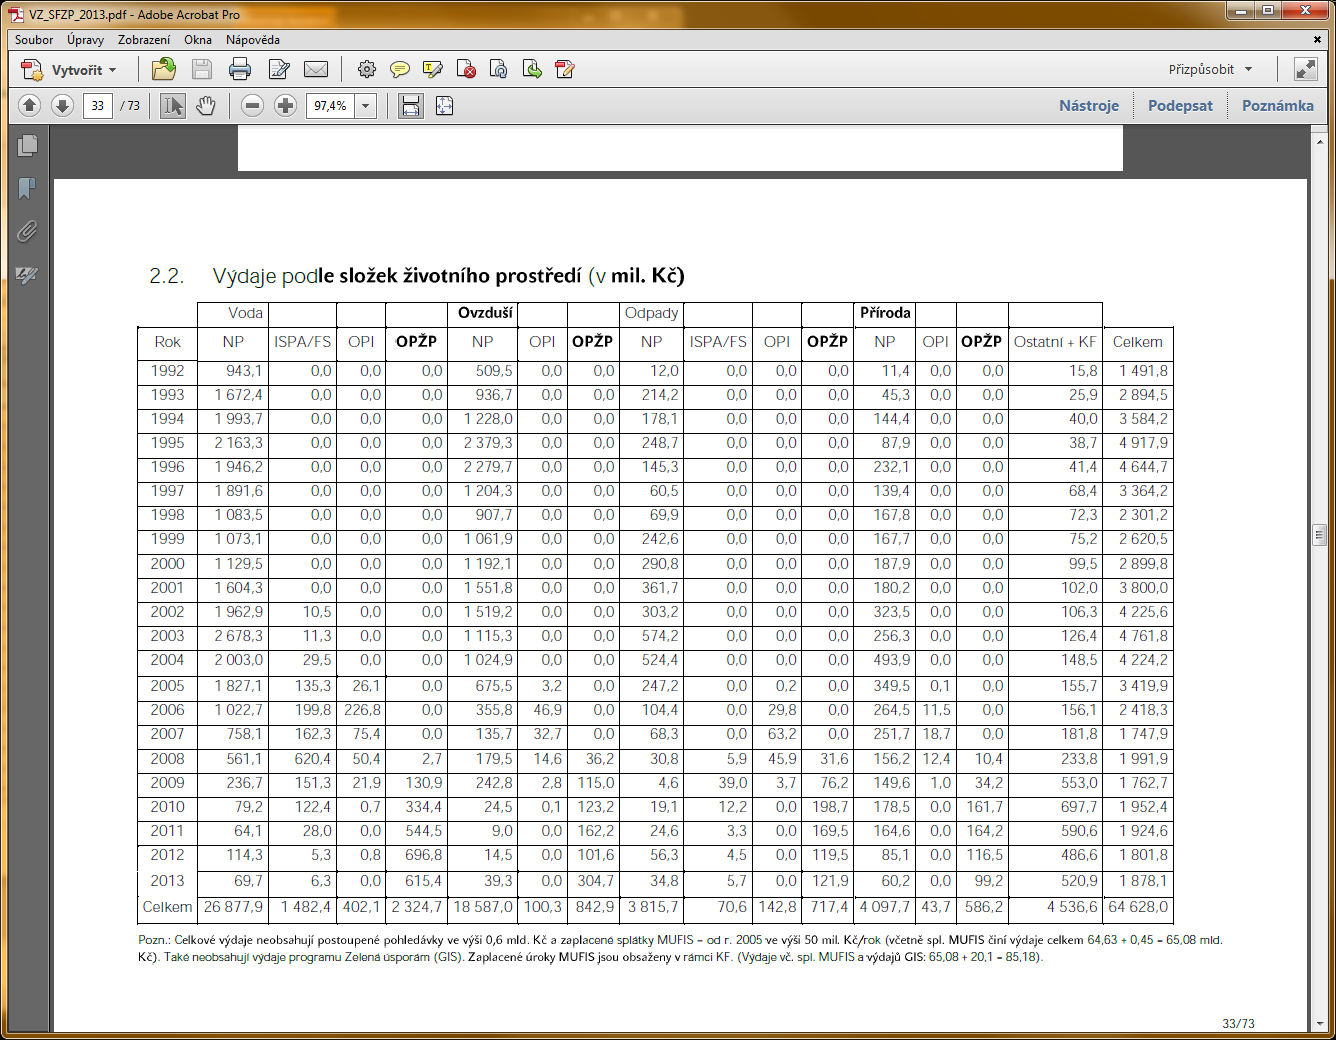 VZ_SFZP_2013.pdf - Adobe Acrobat Pro
Soubor Úpravy Zobrazení Okna Nápověda
Vytvořit Přizpůsobit
33 / 73 97,4% Nástroje Podepsat Poznámka
2.2. Výdaje podle složek životního prostředí (v mil. Kč)
Voda Ovzduší Odpady Příroda
Rok NP ISPA/FS OPI OPŽP NP OPI OPŽP NP ISPA/FS OPI OPŽP NP OPI OPŽP Ostatní + KF Celkem
1992 943,1 0,0 0,0 0,0 509,5 0,0 0,0 12,0 0,0 0,0 0,0 11,4 0,0 0,0 15,8 1 491,8
1993 1 672,4 0,0 0,0 0,0 936,7 0,0 0,0 214,2 0,0 0,0 0,0 45,3 0,0 0,0 25,9 2 894,5
1994 1 993,7 0,0 0,0 0,0 1 228,0 0,0 0,0 178,1 0,0 0,0 0,0 144,4 0,0 0,0 40,0 3 584,2
1995 2 163,3 0,0 0,0 0,0 2 379,3 0,0 0,0 248,7 0,0 0,0 0,0 87,9 0,0 0,0 38,7 4 917,9
1996 1 946,2 0,0 0,0 0,0 2 279,7 0,0 0,0 145,3 0,0 0,0 0,0 232,1 0,0 0,0 41,4 4 644,7
1997 1 891,6 0,0 0,0 0,0 1 204,3 0,0 0,0 60,5 0,0 0,0 0,0 139,4 0,0 0,0 68,4 3 364,2
1998 1 083,5 0,0 0,0 0,0 907,7 0,0 0,0 69,9 0,0 0,0 0,0 167,8 0,0 0,0 72,3 2 301,2
1999 1 073,1 0,0 0,0 0,0 1 061,9 0,0 0,0 242,6 0,0 0,0 0,0 167,7 0,0 0,0 75,2 2 620,5
2000 1 129,5 0,0 0,0 0,0 1 192,1 0,0 0,0 290,8 0,0 0,0 0,0 187,9 0,0 0,0 99,5 2 899,8
2001 1 604,3 0,0 0,0 0,0 1 551,8 0,0 0,0 361,7 0,0 0,0 0,0 180,2 0,0 0,0 102,0 3 800,0
2002 1 962,9 10,5 0,0 0,0 1 519,2 0,0 0,0 303,2 0,0 0,0 0,0 323,5 0,0 0,0 106,3 4 225,6
2003 2 678,3 11,3 0,0 0,0 1 115,3 0,0 0,0 574,2 0,0 0,0 0,0 256,3 0,0 0,0 126,4 4 761,8
2004 2 003,0 29,5 0,0 0,0 1 024,9 0,0 0,0 524,4 0,0 0,0 0,0 493,9 0,0 0,0 148,5 4 224,2
2005 1 827,1 135,3 26,1 0,0 675,5 3,2 0,0 247,2 0,0 0,2 0,0 349,5 0,1 0,0 155,7 3 419,9
2006 1 022,7 199,8 226,8 0,0 355,8 46,9 0,0 104,4 0,0 29,8 0,0 264,5 11,5 0,0 156,1 2 418,3
2007 758,1 162,3 75,4 0,0 135,7 32,7 0,0 68,3 0,0 63,2 0,0 251,7 18,7 0,0 181,8 1 747,9
2008 561,1 620,4 50,4 2,7 179,5 14,6 36,2 30,8 5,9 45,9 31,6 156,2 12,4 10,4 233,8 1 991,9
2009 236,7 151,3 21,9 130,9 242,8 2,8 115,0 4,6 39,0 3,7 76,2 149,6 1,0 34,2 553,0 1 762,7
2010 79,2 122,4 0,7 334,4 24,5 0,1 123,2 19,1 12,2 0,0 198,7 178,5 0,0 161,7 697,7 1 952,4
2011 64,1 28,0 0,0 544,5 9,0 0,0 162,2 24,6 3,3 0,0 169,5 164,6 0,0 164,2 590,6 1 924,6
2012 114,3 5,3 0,8 696,8 14,5 0,0 101,6 56,3 4,5 0,0 119,5 85,1 0,0 116,5 486,6 1 801,8
2013 69,7 6,3 0,0 615,4 39,3 0,0 304,7 34,8 5,7 0,0 121,9 60,2 0,0 99,2 520,9 1 878,1
Celkem 26 877,9 1 482,4 402,1 2 324,7 18 587,0 100,3 842,9 3 815,7 70,6 142,8 717,4 4 097,7 43,7 586,2 4 536,6 64 628,0
Pozn.: Celkové výdaje neobsahují postoupené pohledávky ve výši 0,6 mld. Kč a zaplacené splátky MUFIS – od r. 2005 ve výši 50 mil. Kč/rok (včetně spl. MUFIS činí výdaje celkem 64,63 + 0,45 = 65,08 mld.
Kč). Také neobsahují výdaje programu Zelená úsporám (GIS). Zaplacené úroky MUFIS jsou obsaženy v rámci KF. (Výdaje vč. spl. MUFIS a výdajů GIS: 65,08 + 20,1 = 85,18).
33/73